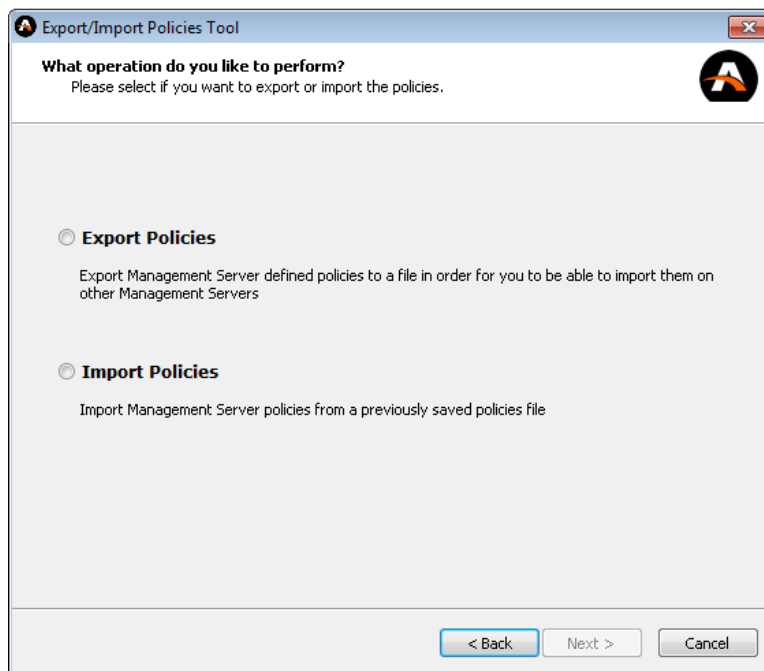 Export/Import Policies Tool
What operation do you like to perform?
Please select if you want to export or import the policies.
Export Policies
Export Management Server defined policies to a file in order for you to be able to import them on
other Management Servers
Import Policies
Import Management Server policies from a previously saved policies file
< Back Next > Cancel